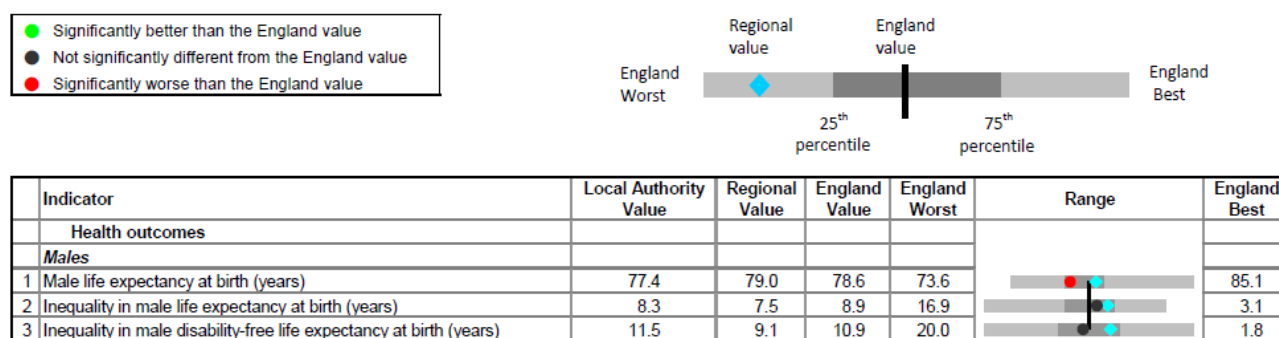 Significantly better than the England value
Not significantly different from the England value
Significantly worse than the England value
Regional value
England value
England Worst
England Best
25th percentile
75th percentile
Indicator Local Authority Value Regional Value England Value England Worst Range England Best
Health outcomes
Males
1 Male life expectancy at birth (years) 77.4 79.0 78.6 73.6 85.1
2 Inequality in male life expectancy at birth (years) 8.3 7.5 8.9 16.9 3.1
3 Inequality in male disability-free life expectancy at birth (years) 11.5 9.1 10.9 20.0 1.8